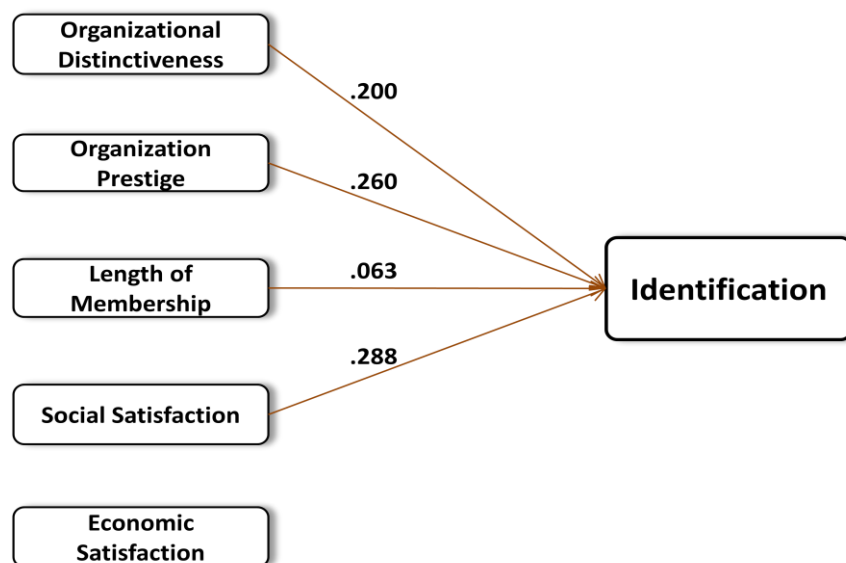 Organizational
Distinctiveness
.200
Organization
Prestige
.260
Length of
Membership
.063
Identification
.288
Social Satisfaction
Economic
Satisfaction